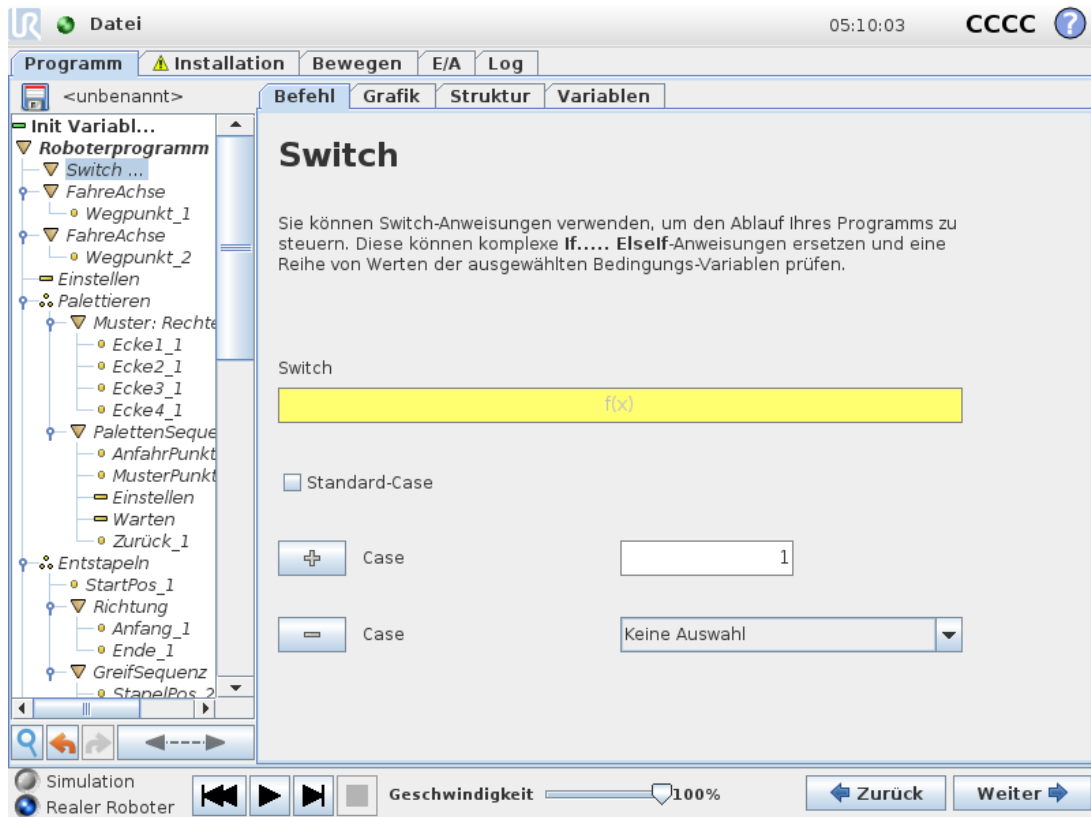 UR Datei 05:10:03 CCCC ?
Programm Installation Bewegen E/A Log
<unbenannt>
Befehl Grafik Struktur Variablen
Init Variabl...
Roboterprogramm
Switch ...
FahreAchse
Wegpunkt_1
FahreAchse
Wegpunkt_2
Einstellen
Palettieren
Muster: Rechte
Ecke1_1
Ecke2_1
Ecke3_1
Ecke4_1
PalettenSeque
AnfahrPunkt
MusterPunkt
Einstellen
Warten
Zurück_1
Entstapeln
StartPos_1
Richtung
Anfang_1
Ende_1
GreifSequenz
StapelPos_2
Switch
Sie können Switch-Anweisungen verwenden, um den Ablauf Ihres Programms zu
steuern. Diese können komplexe If..... ElseIf-Anweisungen ersetzen und eine
Reihe von Werten der ausgewählten Bedingungs-Variablen prüfen.
Switch
f(x)
Standard-Case
Case 1
Case Keine Auswahl
Simulation
Realer Roboter
Geschwindigkeit 100%
Zurück Weiter